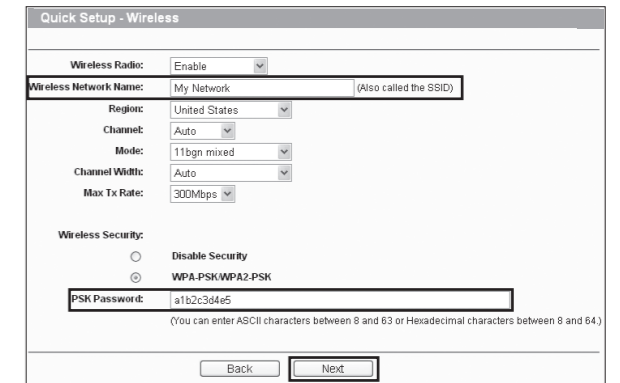 Quick Setup - Wireless
Wireless Radio: Enable
Wireless Network Name: My Network (Also called the SSID)
Region: United States
Channel: Auto
Mode: 11bgn mixed
Channel Width: Auto
Max Tx Rate: 300Mbps
Wireless Security:
Disable Security
WPA-PSK/WPA2-PSK
PSK Password: a1b2c3d4e5
(You can enter ASCII characters between 8 and 63 or Hexadecimal characters between 8 and 64.)
Back Next